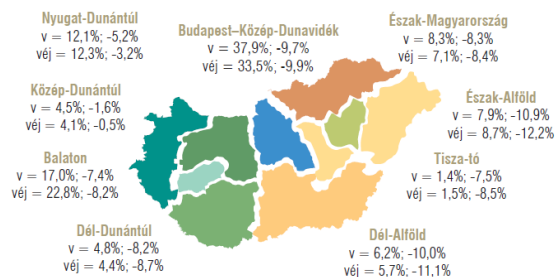 Nyugat-Dunántúl
v = 12,1%; -5,2%
véj = 12,3%; -3,2%
Budapest–Közép-Dunavidék
v = 37,9%; -9,7%
véj = 33,5%; -9,9%
Észak-Magyarország
v = 8,3%; -8,3%
véj = 7,1%; -8,4%
Közép-Dunántúl
v = 4,5%; -1,6%
véj = 4,1%; -0,5%
Észak-Alföld
v = 7,9%; -10,9%
véj = 8,7%; -12,2%
Balaton
v = 17,0%; -7,4%
véj = 22,8%; -8,2%
Tisza-tó
v = 1,4%; -7,5%
véj = 1,5%; -8,5%
Dél-Dunántúl
v = 4,8%; -8,2%
véj = 4,4%; -8,7%
Dél-Alföld
v = 6,2%; -10,0%
véj = 5,7%; -11,1%